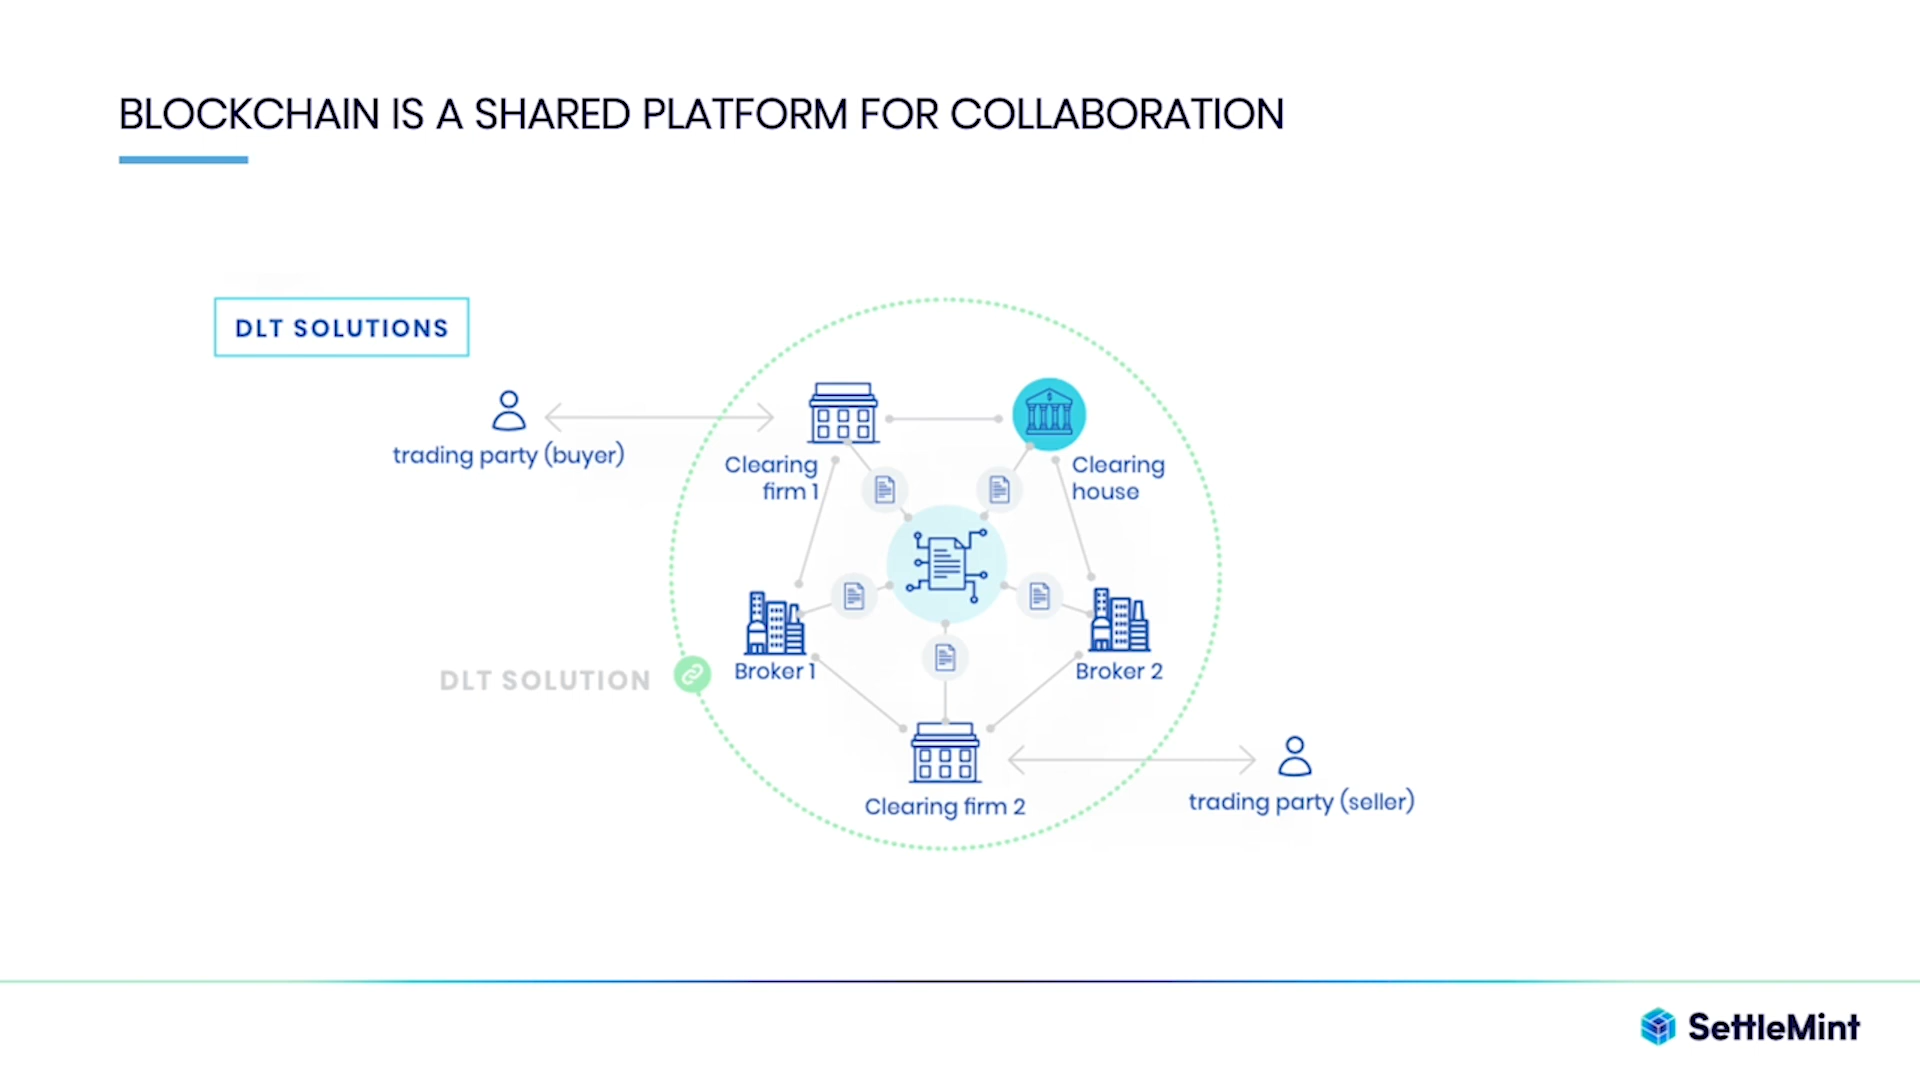 BLOCKCHAIN IS A SHARED PLATFORM FOR COLLABORATION
DLT SOLUTIONS
trading party (buyer)
Clearing
firm 1
Clearing
house
Broker 1
Broker 2
DLT SOLUTION
Clearing firm 2
trading party (seller)
SettleMint